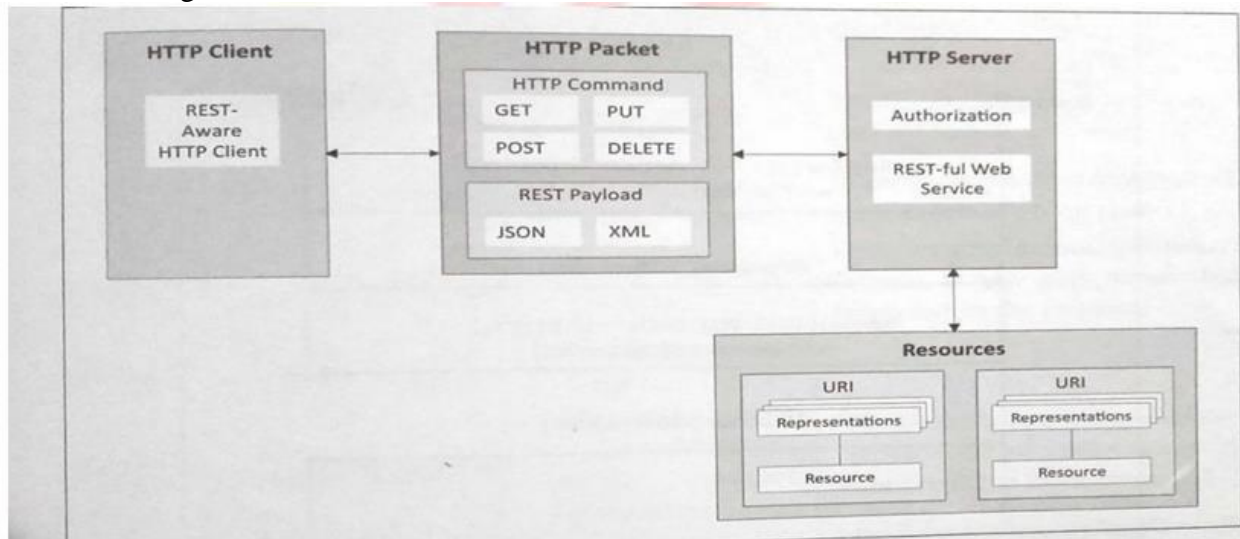 HTTP Client
REST-
Aware
HTTP Client
HTTP Packet
HTTP Command
GET PUT
POST DELETE
REST Payload
JSON XML
HTTP Server
Authorization
REST-ful Web
Service
Resources
URI
Representations
Resource
URI
Representations
Resource